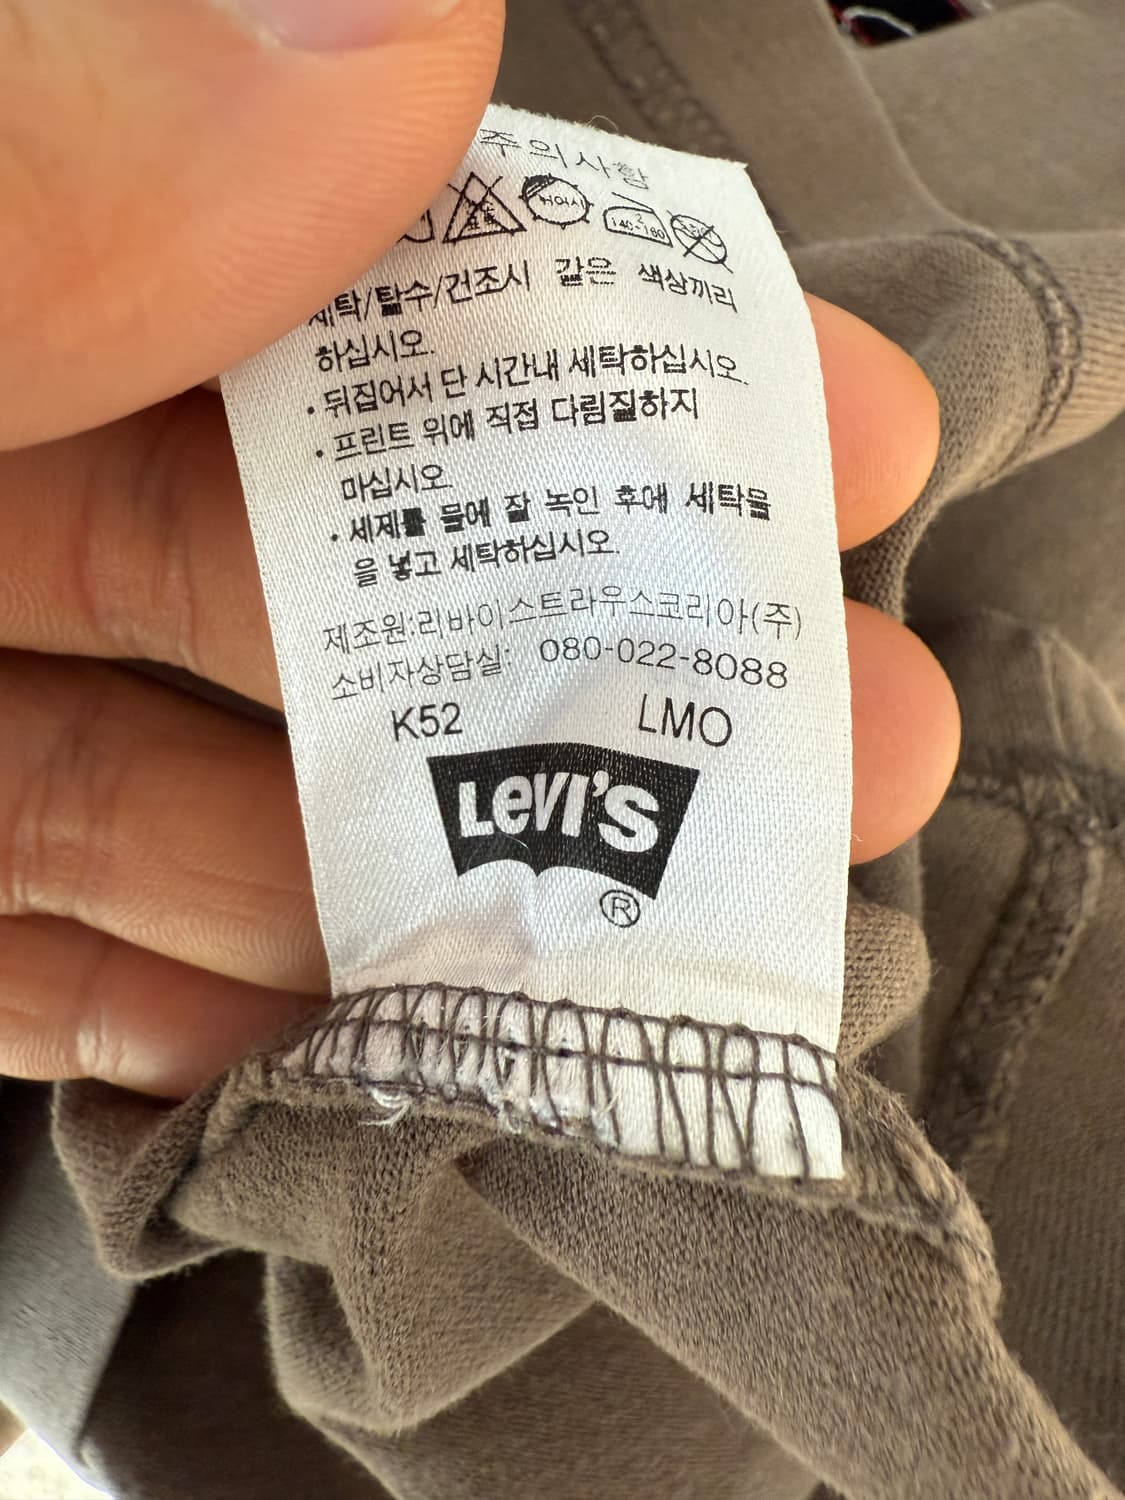 주의사항
140~160
세탁/탈수/건조시 같은 색상끼리
하십시오.
• 뒤집어서 단 시간내 세탁하십시오.
• 프린트 위에 직접 다림질하지
마십시오.
• 세제를 물에 잘 녹인 후에 세탁물
을 넣고 세탁하십시오.
제조원:리바이스트라우스코리아(주)
소비자상담실: 080-022-8088
K52 LMO
Levi's
®